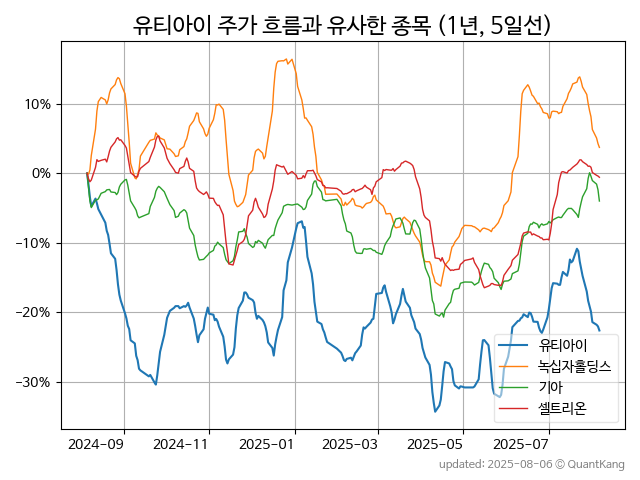 유티아이 주가 흐름과 유사한 종목 (1년, 5일선)
10%
0%
−10%
−20%
−30%
유티아이
녹십자홀딩스
기아
셀트리온
2024-09
2024-11
2025-01
2025-03
2025-05
2025-07
updated: 2025-08-06 © QuantKang